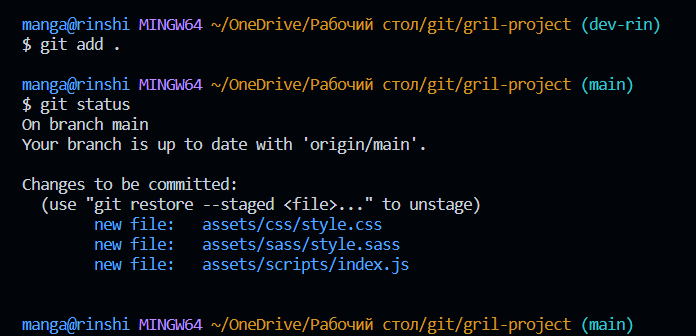 manga@rinshi MINGW64 ~/OneDrive/Рабочий стол/git/gril-project (dev-rin)
$ git add .
manga@rinshi MINGW64 ~/OneDrive/Рабочий стол/git/gril-project (main)
$ git status
On branch main
Your branch is up to date with 'origin/main'.
Changes to be committed:
(use "git restore --staged <file>..." to unstage)
new file: assets/css/style.css
new file: assets/sass/style.sass
new file: assets/scripts/index.js
manga@rinshi MINGW64 ~/OneDrive/Рабочий стол/git/gril-project (main)